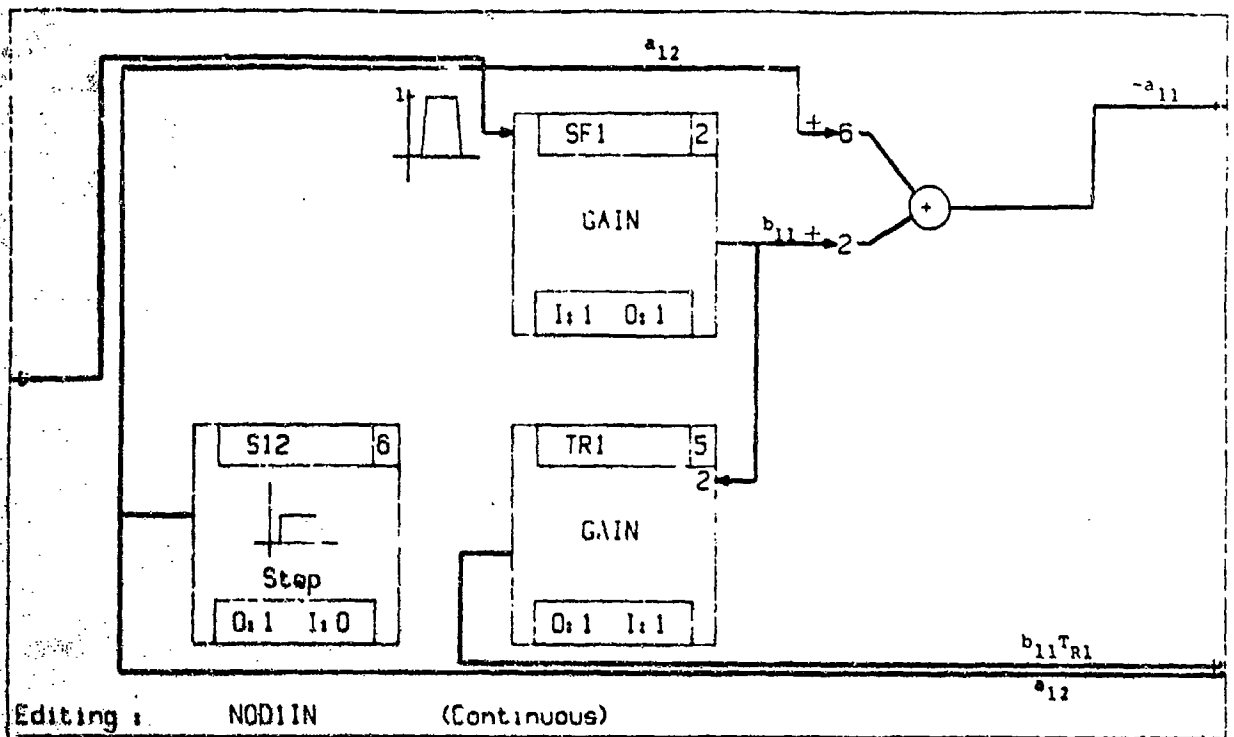 a12
-a11
1
SF1 2
+ 6
GAIN
+
b11 + 2
I: 1 O: 1
S12 6
TR1 5
2
GAIN
Step
O: 1 I: 0
O: 1 I: 1
b11TR1
a12
Editing : NOD1IN (Continuous)